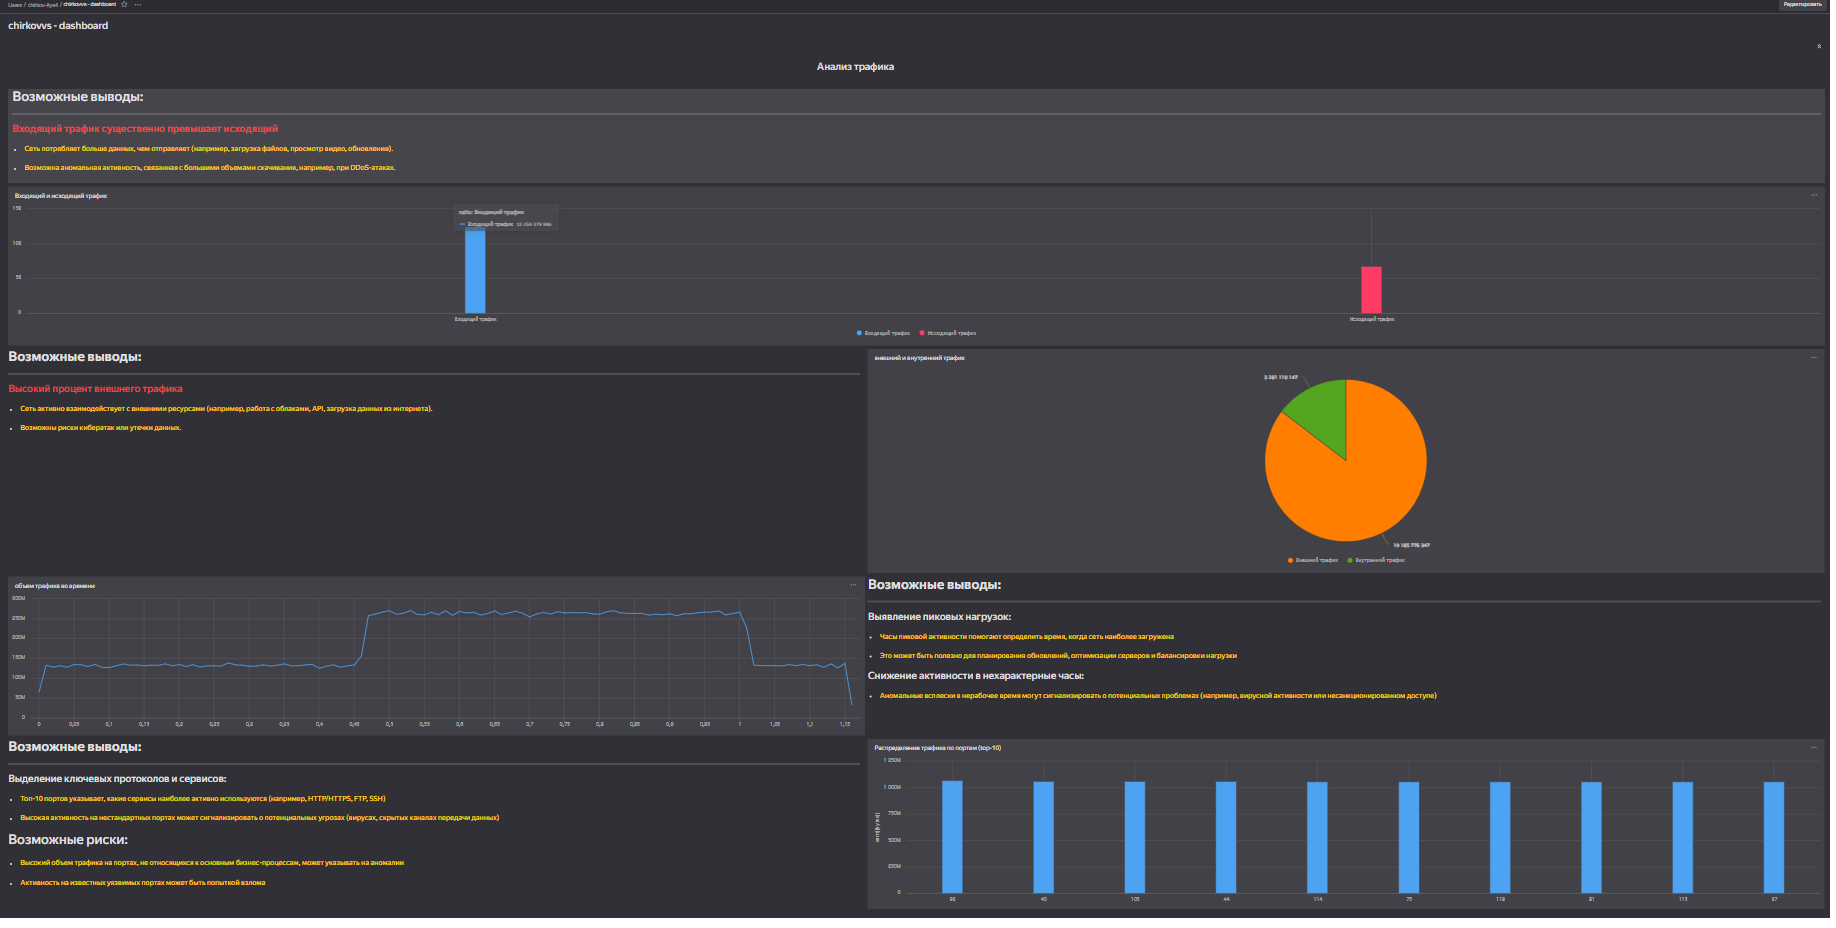 Users / chirkov-ilya4 / chirkovvs - dashboard
Редактировать
chirkovvs - dashboard
Анализ трафика
Возможные выводы:
Входящий трафик существенно превышает исходящий
Сеть потребляет больше данных, чем отправляет (например, загрузка файлов, просмотр видео, обновления).
Возможна аномальная активность, связанная с большими объемами скачивания, например, при DDoS-атаках.
Входящий и исходящий трафик
Входящий трафик
Входящий трафик
15B
10B
5B
0
Входящий трафик
Исходящий трафик
Входящий трафик
Исходящий трафик
Возможные выводы:
Высокий процент внешнего трафика
Сеть активно взаимодействует с внешними ресурсами (например, работа с облаками, API, загрузка данных из интернета).
Возможны риски кибератак или утечки данных.
внешний и внутренний трафик
Внешний трафик
Внутренний трафик
объем трафика во времени
300M
250M
200M
150M
100M
50M
0
0 0,05 0,1 0,15 0,2 0,25 0,3 0,35 0,4 0,45 0,5 0,55 0,6 0,65 0,7 0,75 0,8 0,85 0,9 0,95 1 1,05 1,1 1,15
Возможные выводы:
Выявление пиковых нагрузок:
Часы пиковой активности помогают определить время, когда сеть наиболее загружена
Это может быть полезно для планирования обновлений, оптимизации серверов и балансировки нагрузки
Снижение активности в нехарактерные часы:
Аномальные всплески в нерабочее время могут сигнализировать о потенциальных проблемах (например, вирусной активности или несанкционированном доступе)
Возможные выводы:
Выделение ключевых протоколов и сервисов:
Топ-10 портов указывает, какие сервисы наиболее активно используются (например, HTTP/HTTPS, FTP, SSH)
Высокая активность на нестандартных портах может сигнализировать о потенциальных угрозах (вирусах, скрытых каналах передачи данных)
Возможные риски:
Высокий объем трафика на портах, не относящихся к основным бизнес-процессам, может указывать на аномалии
Активность на известных уязвимых портах может быть попыткой взлома
Распределение трафика по портам (top-10)
sum([bytes])
1 250M
1 000M
750M
500M
250M
0
40 44 114 75 81 87